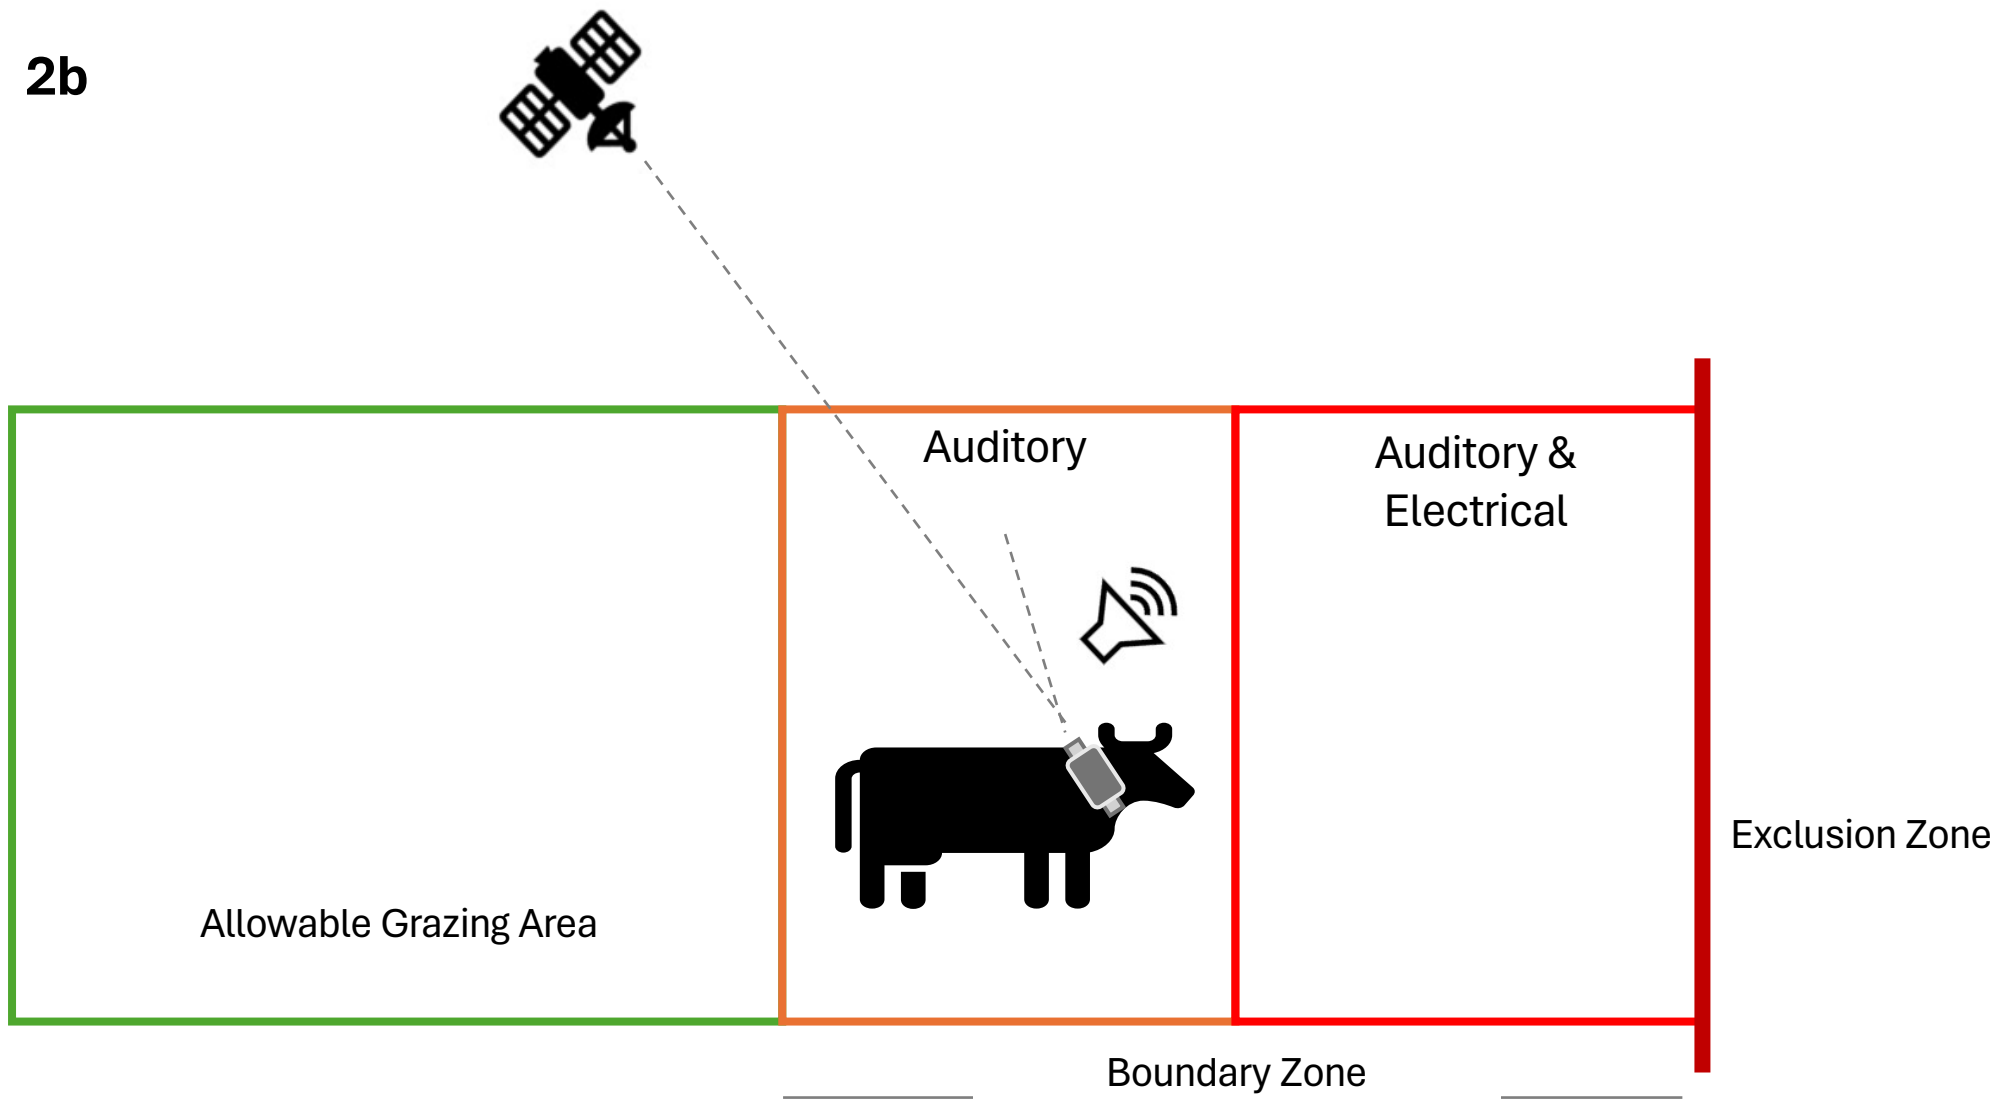 2b
Auditory
Auditory &
Electrical
Exclusion Zone
Allowable Grazing Area
Boundary Zone